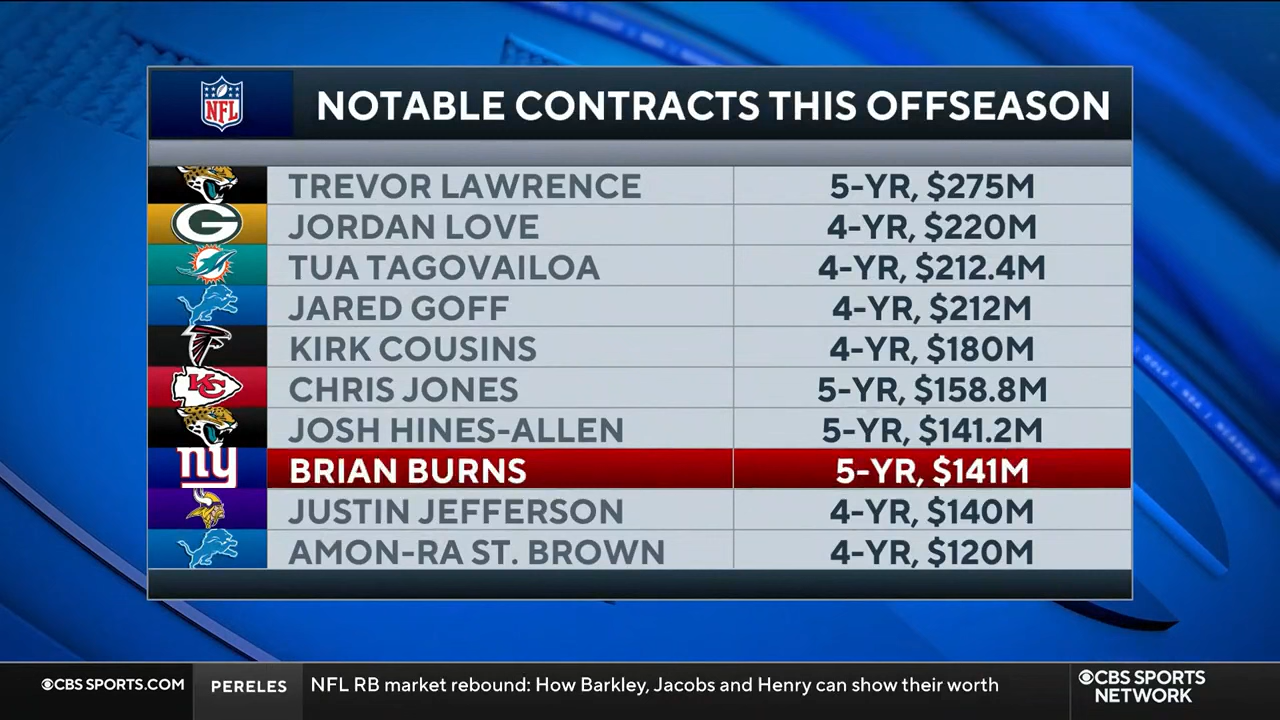 NFL
NOTABLE CONTRACTS THIS OFFSEASON
TREVOR LAWRENCE 5-YR, $275M
G JORDAN LOVE 4-YR, $220M
TUA TAGOVAILOA 4-YR, $212.4M
JARED GOFF 4-YR, $212M
KIRK COUSINS 4-YR, $180M
KC CHRIS JONES 5-YR, $158.8M
JOSH HINES-ALLEN 5-YR, $141.2M
ny BRIAN BURNS 5-YR, $141M
JUSTIN JEFFERSON 4-YR, $140M
AMON-RA ST. BROWN 4-YR, $120M
CBS SPORTS.COM PERELES NFL RB market rebound: How Barkley, Jacobs and Henry can show their worth
CBS SPORTS
NETWORK